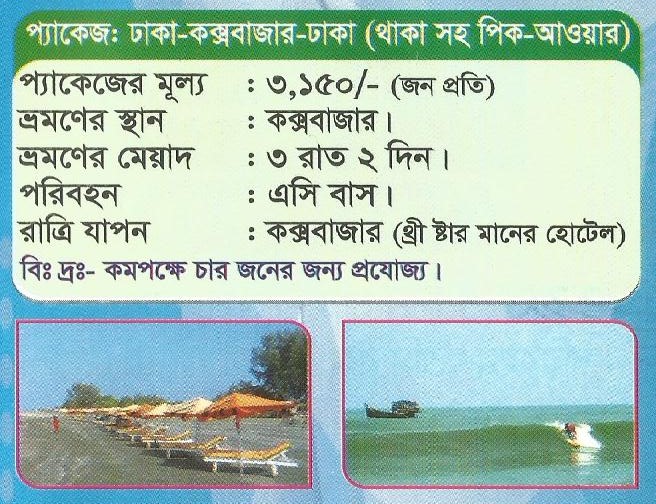 প্যাকেজ: ঢাকা-কক্সবাজার-ঢাকা (থাকা সহ পিক-আওয়ার)
প্যাকেজের মূল্য : ৩,১৫০/- (জন প্রতি)
ভ্রমণের স্থান : কক্সবাজার।
ভ্রমণের মেয়াদ : ৩ রাত ২ দিন।
পরিবহন : এসি বাস।
রাত্রি যাপন : কক্সবাজার (থ্রী ষ্টার মানের হোটেল)
বিঃ দ্রঃ- কমপক্ষে চার জনের জন্য প্রযোজ্য।